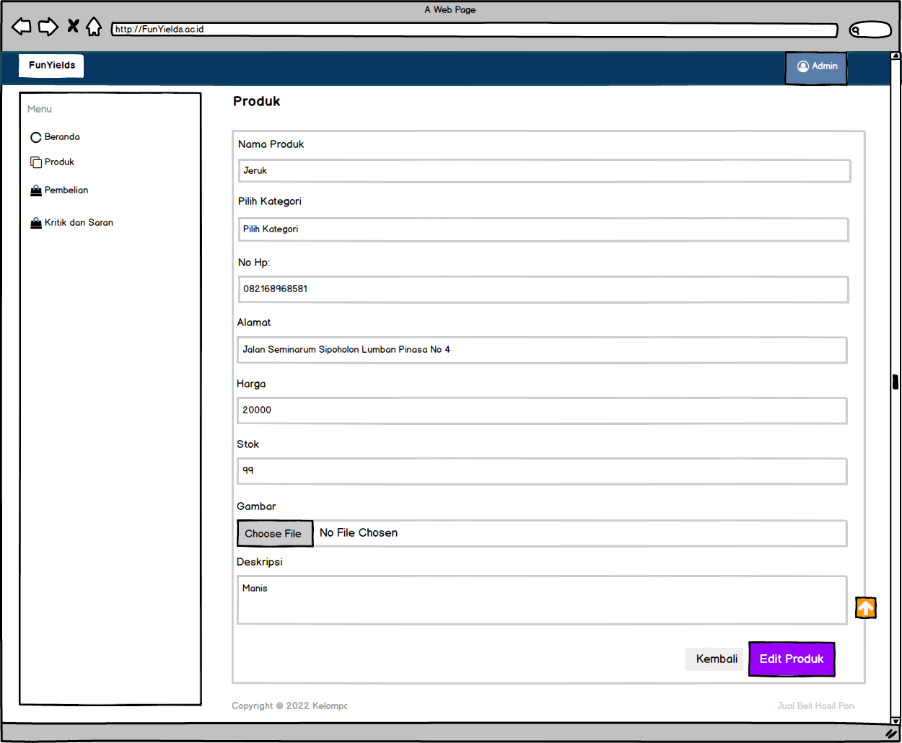 A Web Page
http://FunYields.ac.id
FunYields
Admin
Menu
Beranda
Produk
Pembelian
Kritik dan Saran
Produk
Nama Produk
Jeruk
Pilih Kategori
Pilih Kategori
No Hp:
082168968581
Alamat
Jalan Seminarum Sipoholon Lumban Pinasa No 4
Harga
20000
Stok
99
Gambar
Choose File No File Chosen
Deskripsi
Manis
Kembali Edit Produk
Copyright © 2022 Kelompo
Jual Beli Hasil Pan